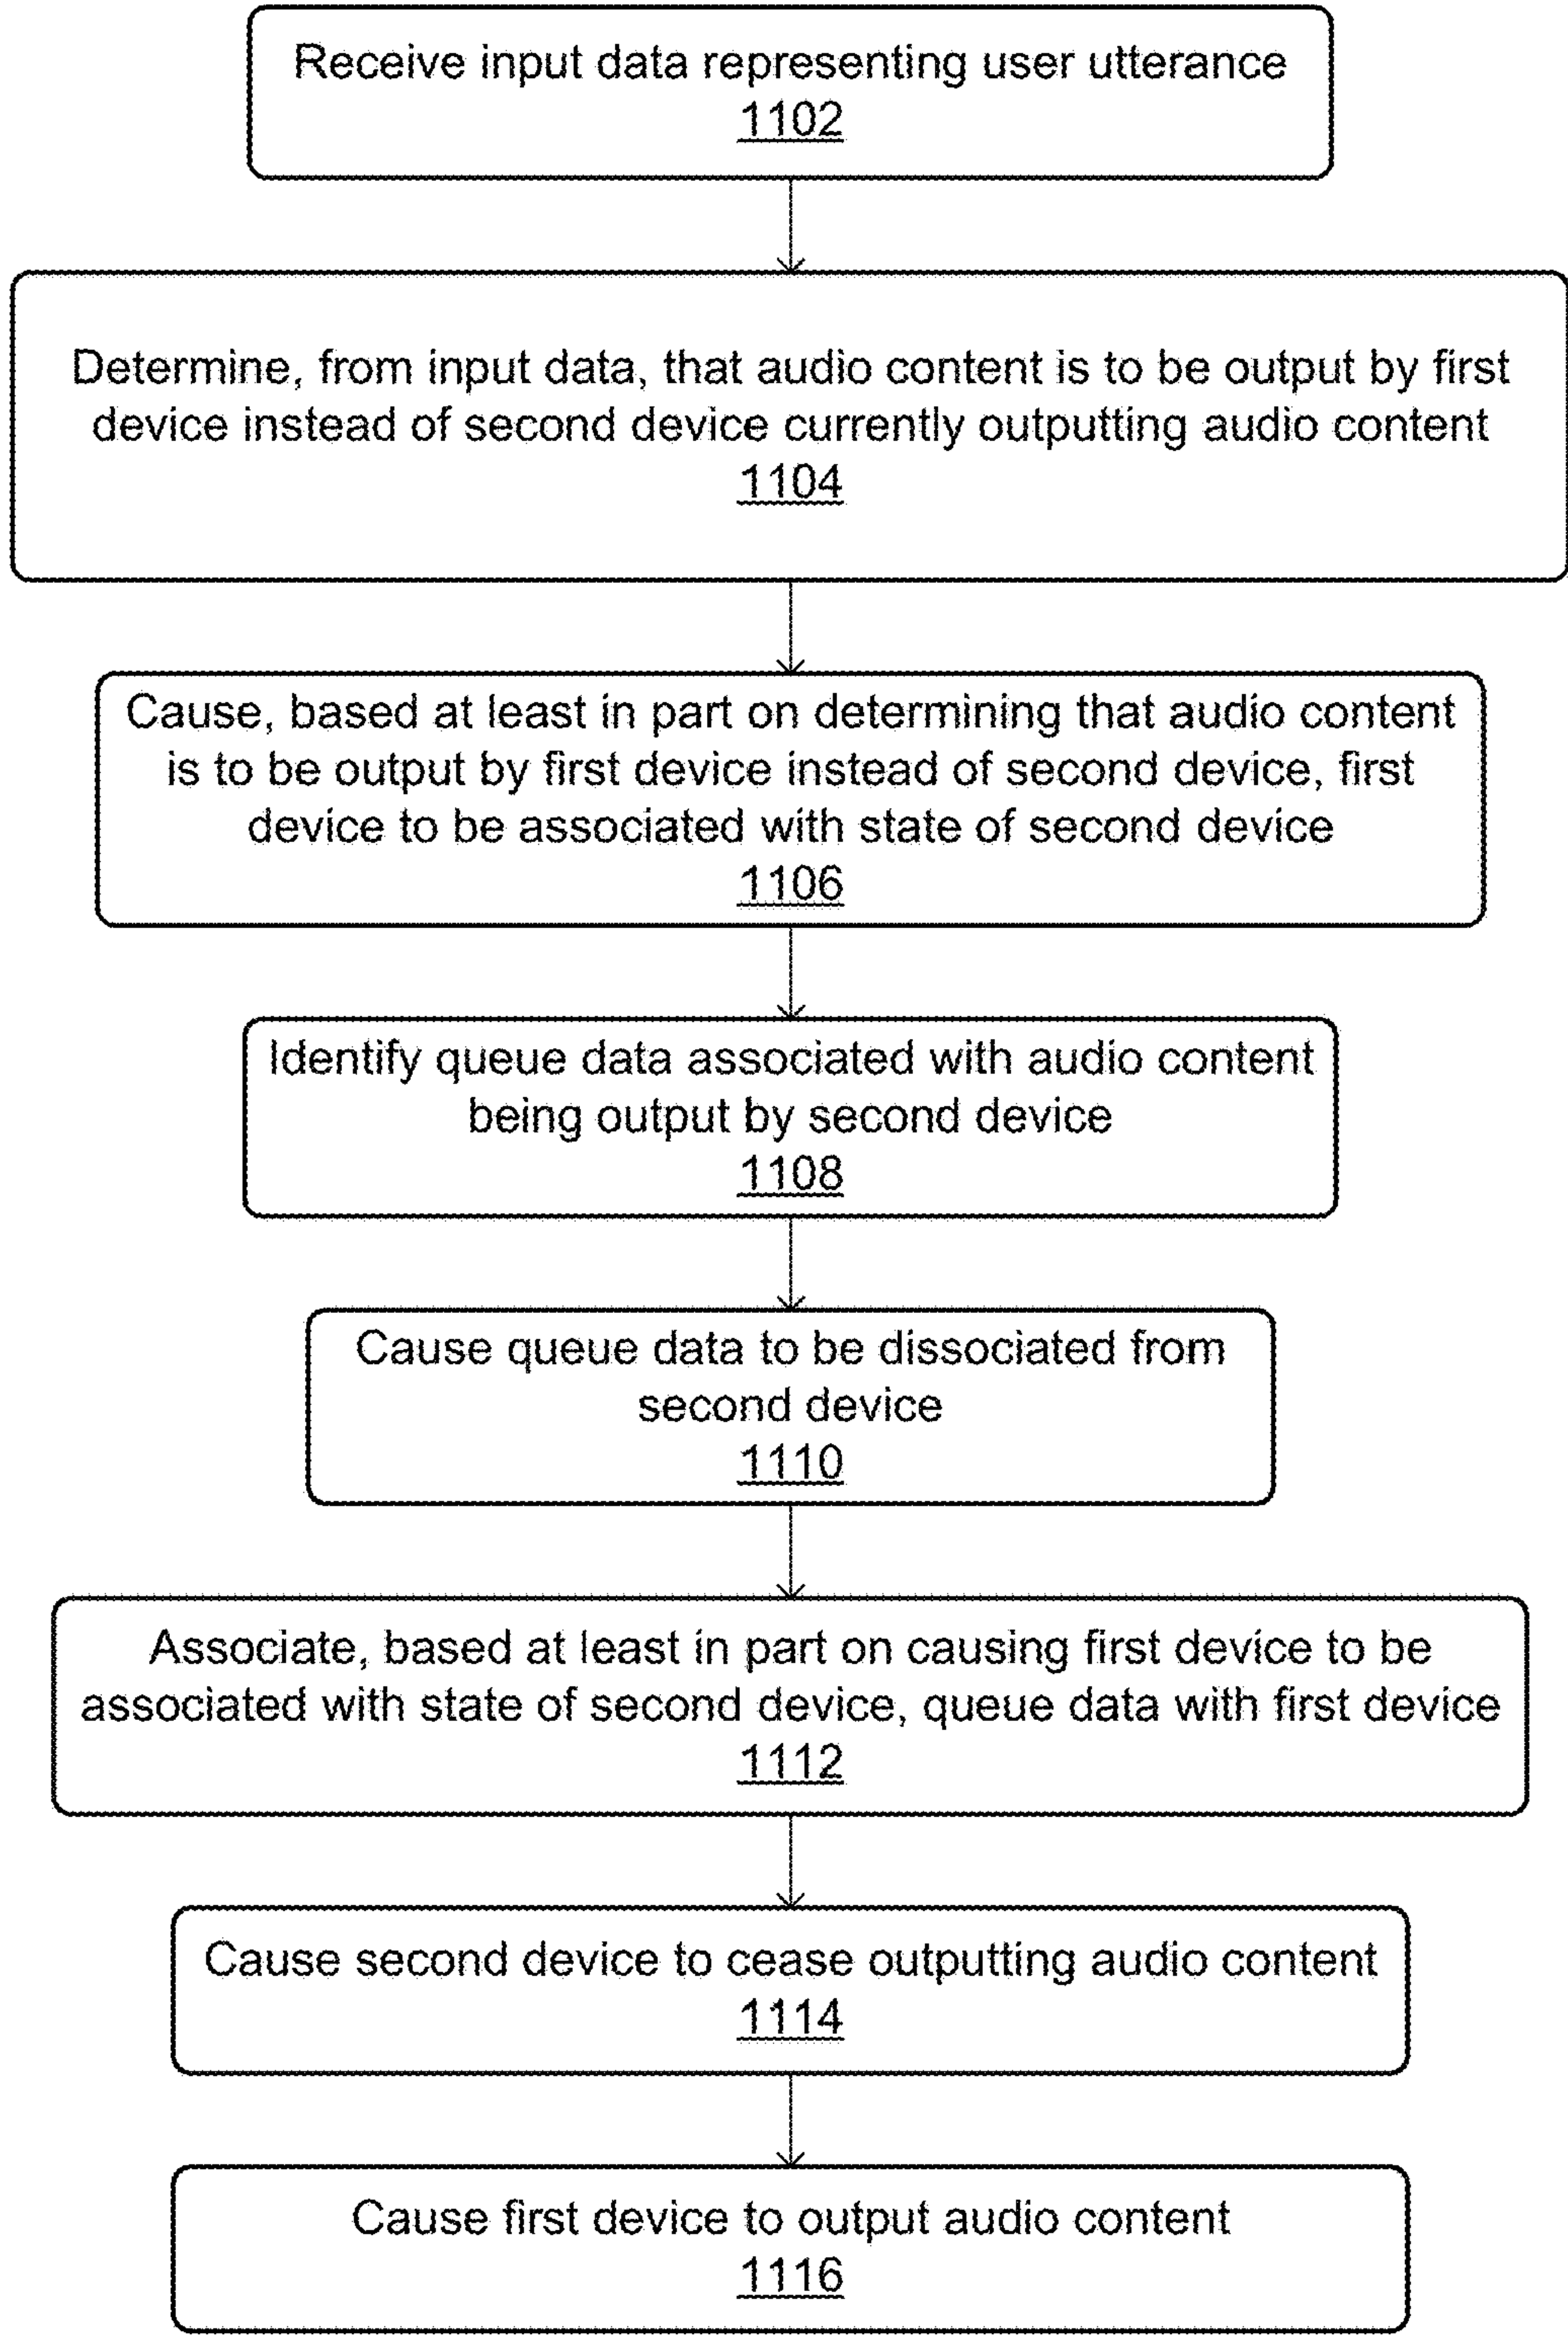 Receive input data representing user utterance
1102
Determine, from input data, that audio content is to be output by first
device instead of second device currently outputting audio content
1104
Cause, based at least in part on determining that audio content
is to be output by first device instead of second device, first
device to be associated with state of second device
1106
Identify queue data associated with audio content
being output by second device
1108
Cause queue data to be dissociated from
second device
1110
Associate, based at least in part on causing first device to be
associated with state of second device, queue data with first device
1112
Cause second device to cease outputting audio content
1114
Cause first device to output audio content
1116